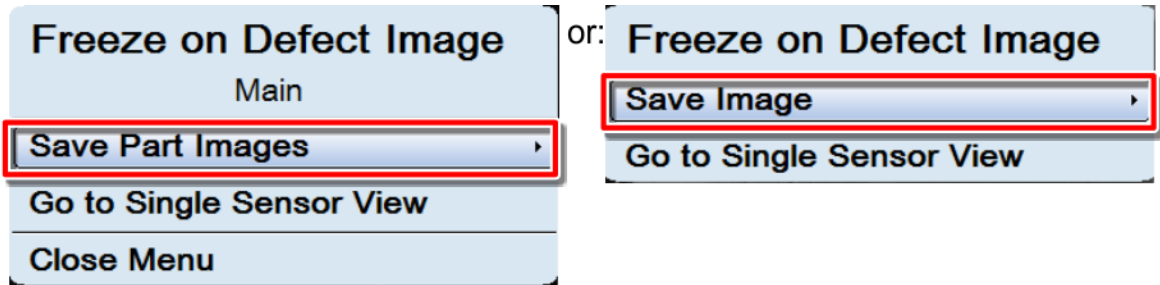 Freeze on Defect Image
Main
Save Part Images
Go to Single Sensor View
Close Menu
or:
Freeze on Defect Image
Save Image
Go to Single Sensor View